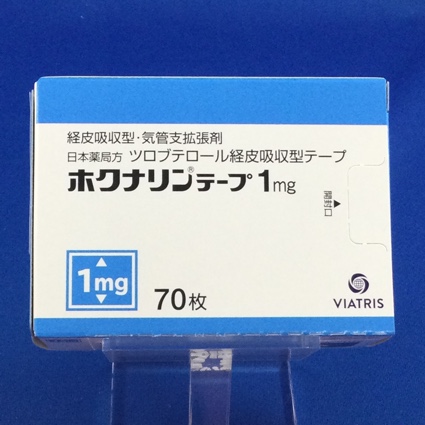 経皮吸収型・気管支拡張剤
日本薬局方 ツロブテロール経皮吸収型テープ
ホクナリン®テープ1mg
開封口
1mg
70枚
VIATRIS